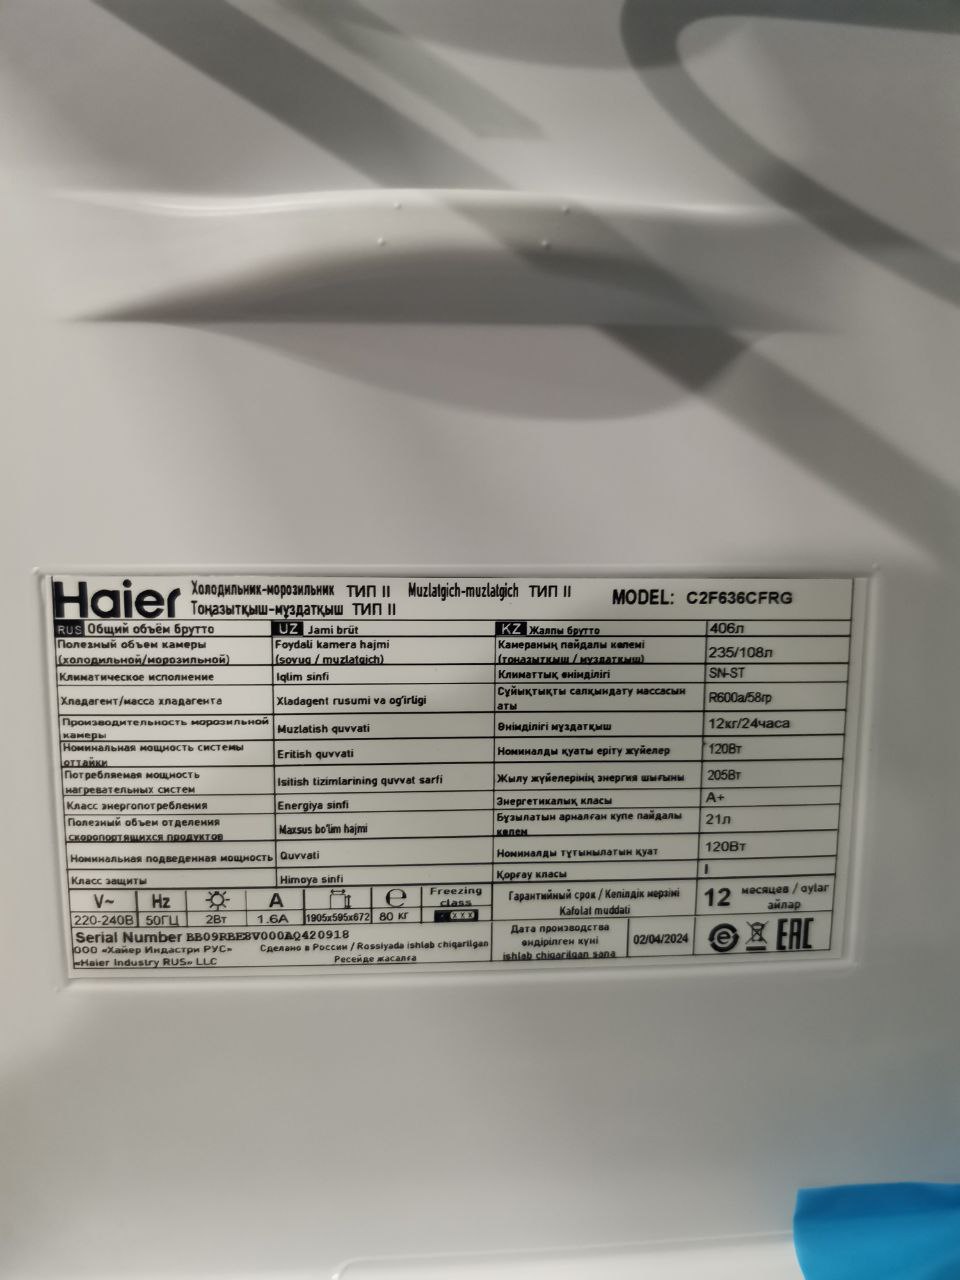 Haier Холодильник-морозильник ТИП II Muzlatgich-muzlatgich ТИП II MODEL: C2F636CFRG
Тоңазытқыш-мұздатқыш ТИП II
RUS Общий объём брутто UZ Jami brüt KZ Жалпы брутто 406л
Полезный объем камеры Foydali kamera hajmi Камераның пайдалы көлемі 235/108л
(холодильной/морозильной) (sovuq / muzlatgich) (тоңазытқыш / мұздатқыш)
Климатическое исполнение Iqlim sinfi Климаттық өнімділігі SN-ST
Хладагент/масса хладагента Xladagent rusumi va og'irligi Сұйықтықты салқындату массасын R600a/58гр
аты
Производительность морозильной Muzlatish quvvati Өнімділігі мұздатқыш 12кг/24часа
камеры
Номинальная мощность системы Eritish quvvati Номиналды қуаты еріту жүйелер 120Вт
оттайки
Потребляемая мощность Isitish tizimlarining quvvat sarfi Жылу жүйелерінің энергия шығыны 205Вт
нагревательных систем
Класс энергопотребления Energiya sinfi Энергетикалық класы A+
Полезный объем отделения Maxsus bo'lim hajmi Бұзылатын арналған купе пайдалы 21л
скоропортящихся продуктов көлем
Номинальная подведенная мощность Quvvati Номиналды тұтынылатын қуат 120Вт
Класс защиты Himoya sinfi Қорғау класы I
V~ Hz A Freezing class
220-240В 50ГЦ 2Вт 1.6A 1905x595x672 80 кг
Гарантийный срок / Кепілдік мерзімі 12 месяцев / oylar
Kafolat muddati айлар
Serial Number BB09RBE8V000AQ420918
ООО «Хайер Индастри РУС» Сделано в России / Rossiyada ishlab chiqarilgan
«Haier Industry RUS» LLC Ресейде жасалға
Дата производства
өндірілген күні 02/04/2024 EAC
ishlab chiqarilgan sana